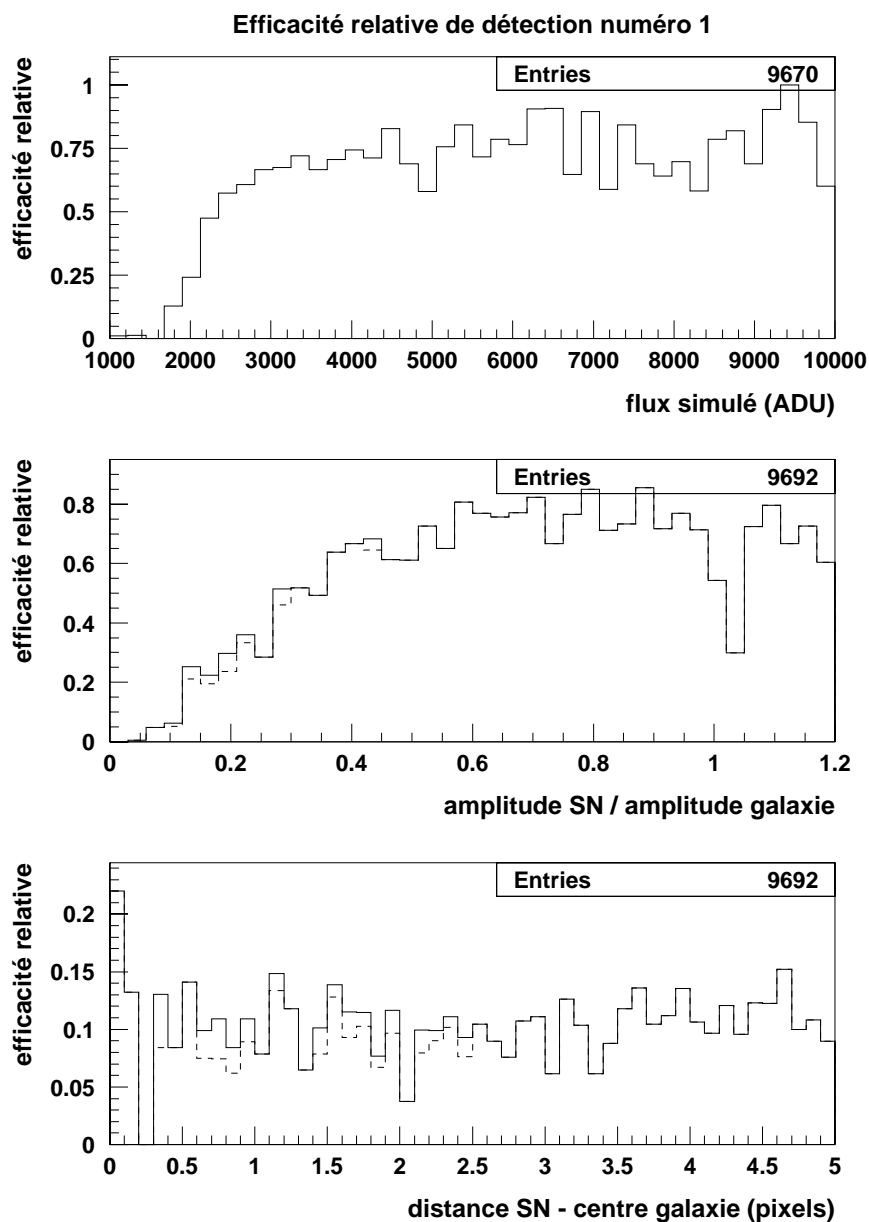 Efficacité relative de détection numéro 1
efficacité relative
Entries 9670
1
0.75
0.5
0.25
0
1000 2000 3000 4000 5000 6000 7000 8000 9000 10000
flux simulé (ADU)
efficacité relative
Entries 9692
0.8
0.6
0.4
0.2
0
0 0.2 0.4 0.6 0.8 1 1.2
amplitude SN / amplitude galaxie
efficacité relative
Entries 9692
0.2
0.15
0.1
0.05
0
0 0.5 1 1.5 2 2.5 3 3.5 4 4.5 5
distance SN - centre galaxie (pixels)